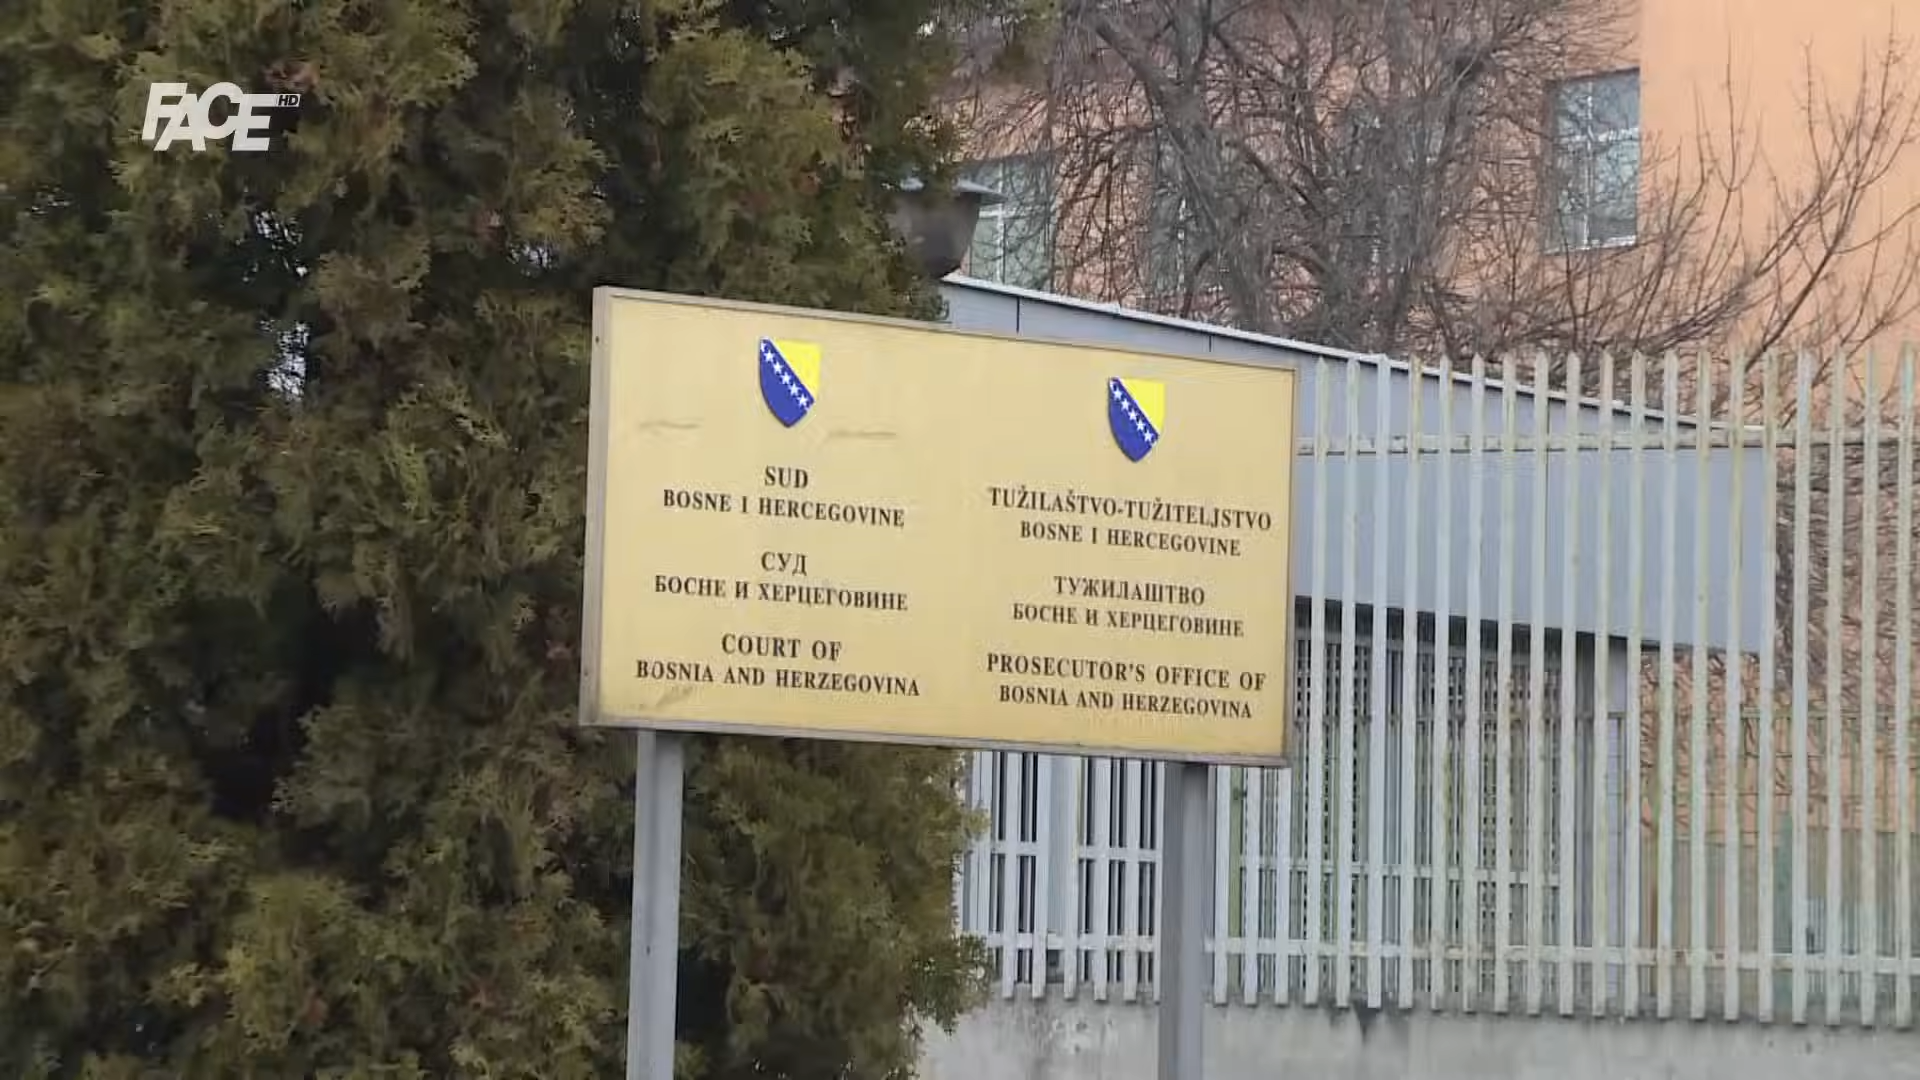 FACE HD
SUD
BOSNE I HERCEGOVINE
СУД
БОСНЕ И ХЕРЦЕГОВИНЕ
COURT OF
BOSNIA AND HERZEGOVINA
TUŽILAŠTVO-TUŽITELJSTVO
BOSNE I HERCEGOVINE
ТУЖИЛАШТВО
БОСНЕ И ХЕРЦЕГОВИНЕ
PROSECUTOR'S OFFICE OF
BOSNIA AND HERZEGOVINA